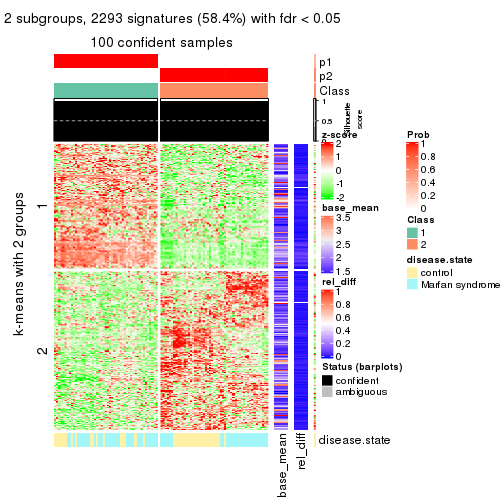 2 subgroups, 2293 signatures (58.4%) with fdr < 0.05
100 confident samples
p1
p2
Class
1
0.5
0
Silhouette
score
k-means with 2 groups
1
2
base_mean
rel_diff
disease.state
z-score
2
1
0
-1
-2
base_mean
3.5
3
2.5
2
1.5
rel_diff
1
0.8
0.6
0.4
0.2
0
Status (barplots)
confident
ambiguous
Prob
1
0.8
0.6
0.4
0.2
0
Class
1
2
disease.state
control
Marfan syndrome